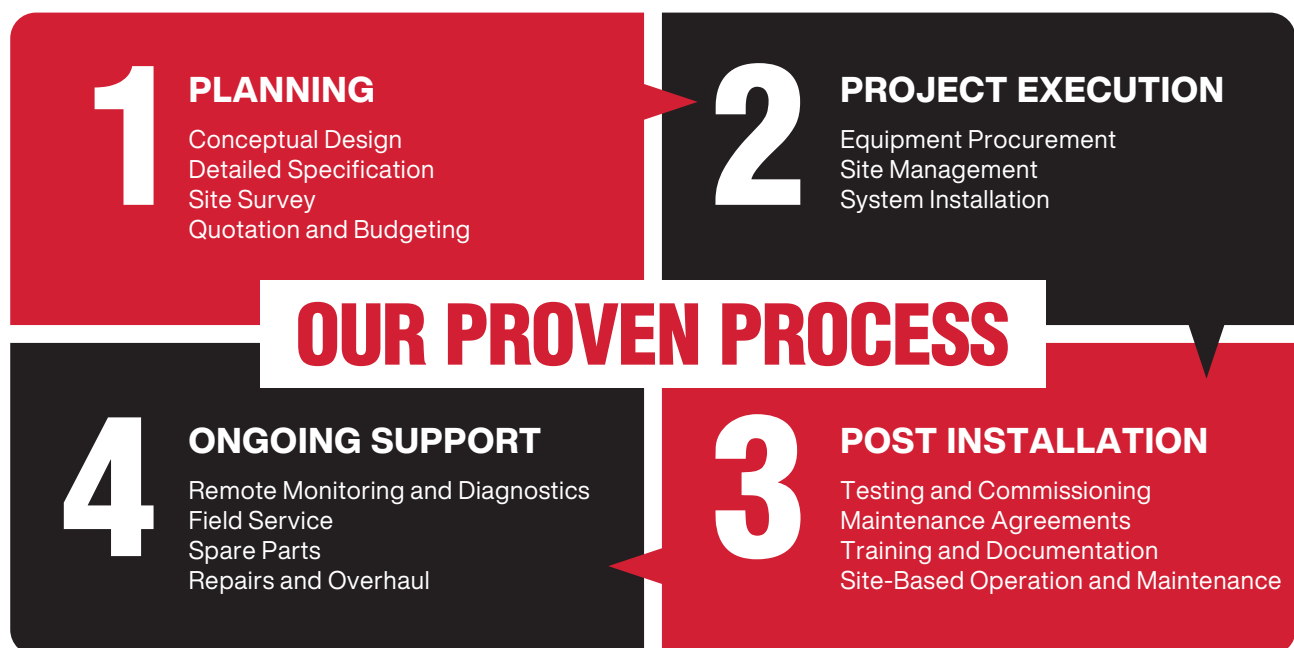 1
PLANNING
Conceptual Design
Detailed Specification
Site Survey
Quotation and Budgeting
2
PROJECT EXECUTION
Equipment Procurement
Site Management
System Installation
OUR PROVEN PROCESS
3
POST INSTALLATION
Testing and Commissioning
Maintenance Agreements
Training and Documentation
Site-Based Operation and Maintenance
4
ONGOING SUPPORT
Remote Monitoring and Diagnostics
Field Service
Spare Parts
Repairs and Overhaul